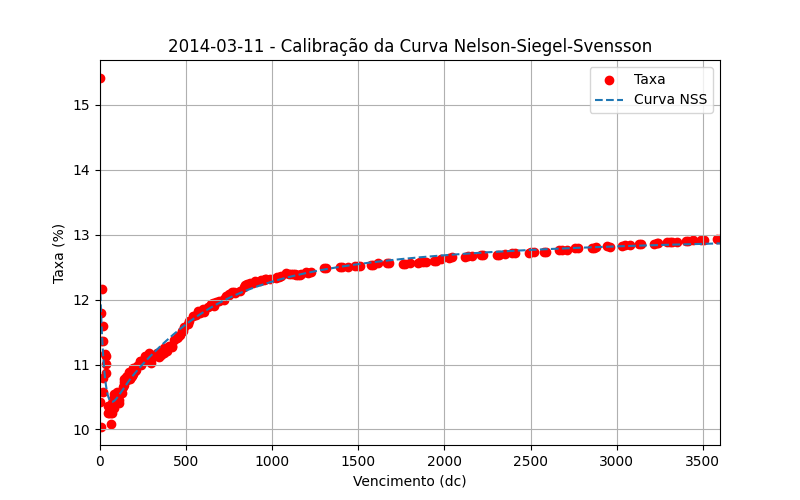 2014-03-11 - Calibração da Curva Nelson-Siegel-Svensson
Taxa
Curva NSS
Taxa (%)
15
14
13
12
11
10
0 500 1000 1500 2000 2500 3000 3500
Vencimento (dc)